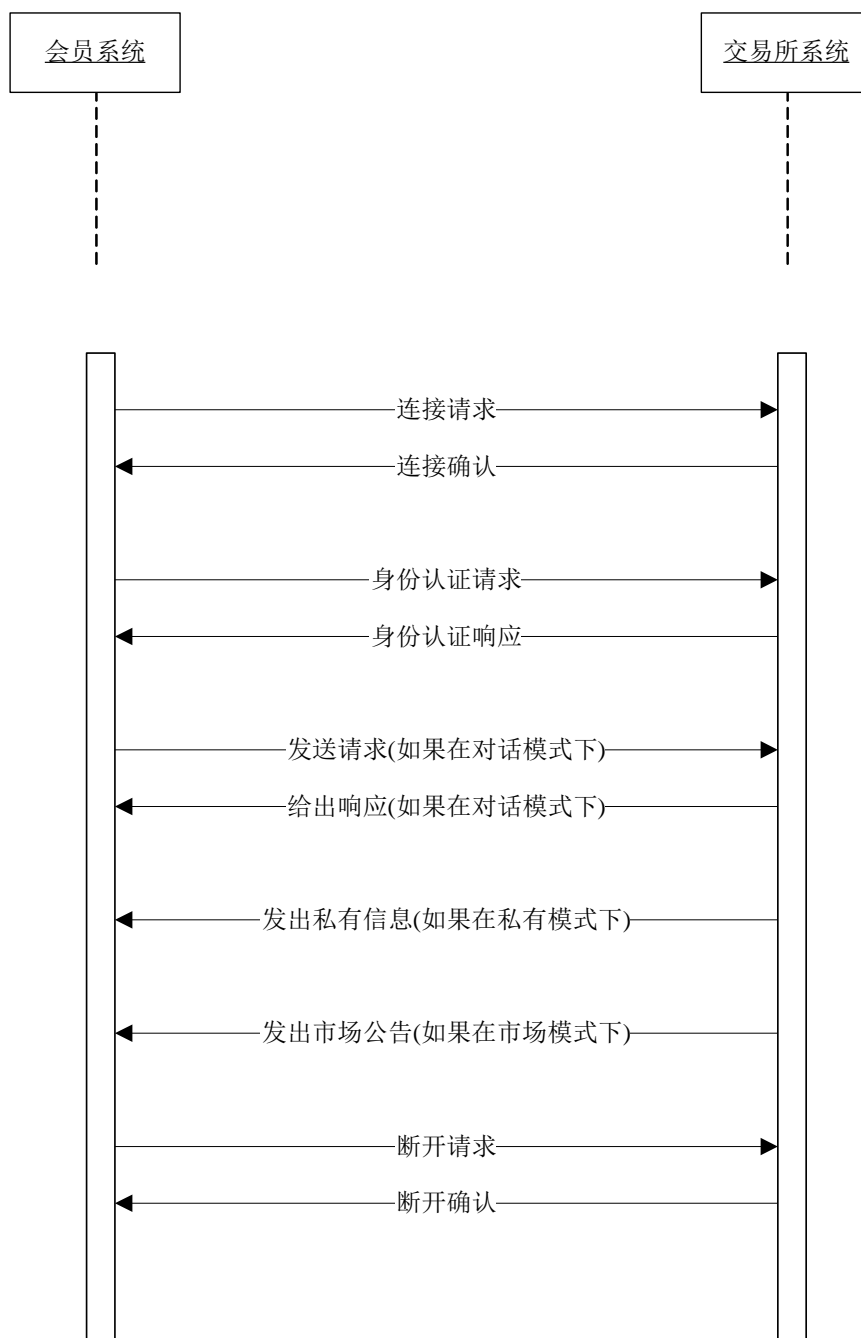 会员系统
交易所系统
连接请求
连接确认
身份认证请求
身份认证响应
发送请求(如果在对话模式下)
给出响应(如果在对话模式下)
发出私有信息(如果在私有模式下)
发出市场公告(如果在市场模式下)
断开请求
断开确认